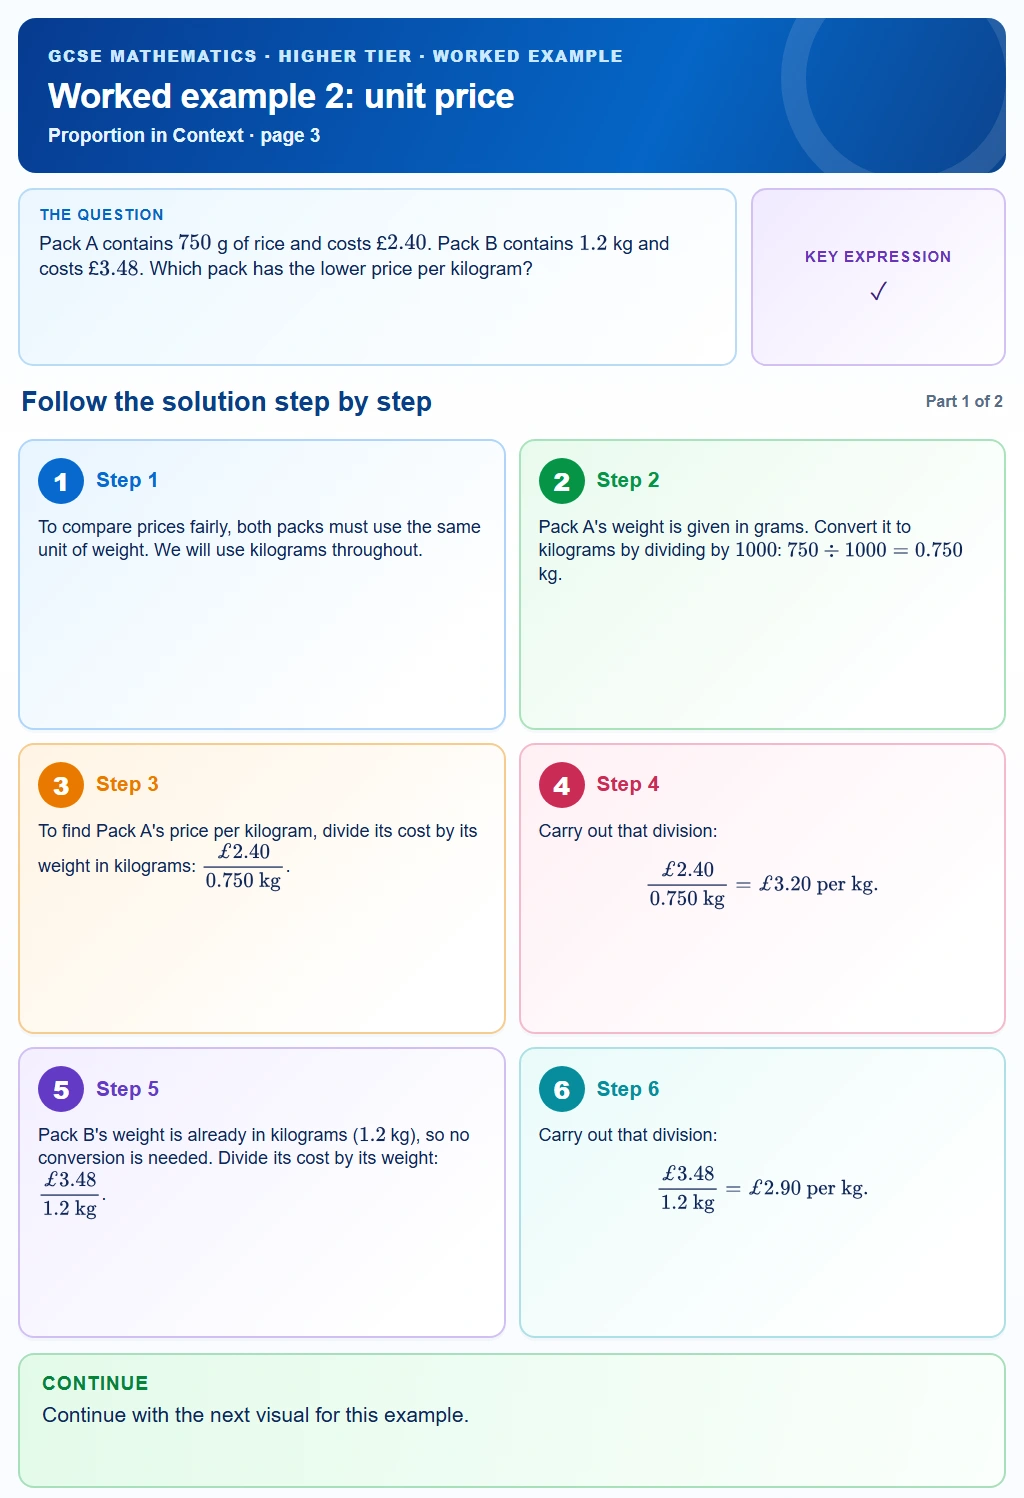 GCSE MATHEMATICS · HIGHER TIER · WORKED EXAMPLE
Worked example 2: unit price
Proportion in Context · page 3
THE QUESTION
Pack A contains 750 g of rice and costs £2.40. Pack B contains 1.2 kg and
costs £3.48. Which pack has the lower price per kilogram?
KEY EXPRESSION
✓
Follow the solution step by step
Part 1 of 2
1 Step 1
To compare prices fairly, both packs must use the same
unit of weight. We will use kilograms throughout.
2 Step 2
Pack A's weight is given in grams. Convert it to
kilograms by dividing by 1000: 750 ÷ 1000 = 0.750
kg.
3 Step 3
To find Pack A's price per kilogram, divide its cost by its
weight in kilograms: £2.40 / 0.750 kg.
4 Step 4
Carry out that division:
£2.40 / 0.750 kg = £3.20 per kg.
5 Step 5
Pack B's weight is already in kilograms (1.2 kg), so no
conversion is needed. Divide its cost by its weight:
£3.48 / 1.2 kg.
6 Step 6
Carry out that division:
£3.48 / 1.2 kg = £2.90 per kg.
CONTINUE
Continue with the next visual for this example.